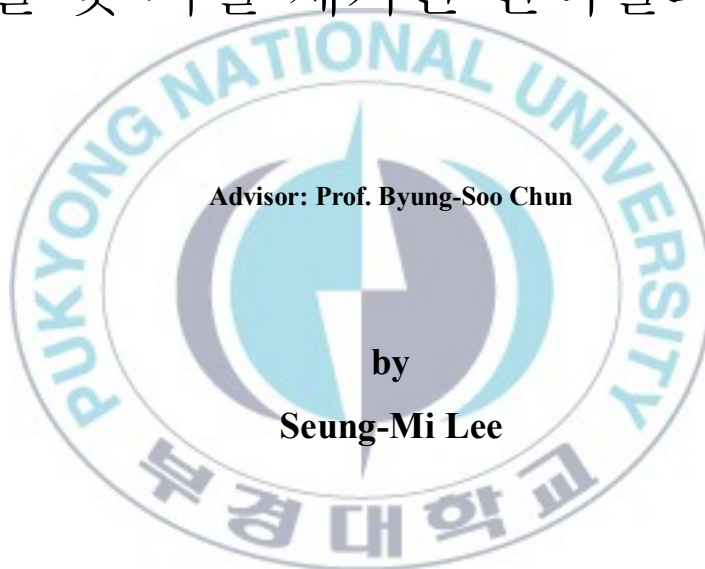 Advisor: Prof. Byung-Soo Chun
by
Seung-Mi Lee
PUKYONG NATIONAL UNIVERSITY
부경대학교